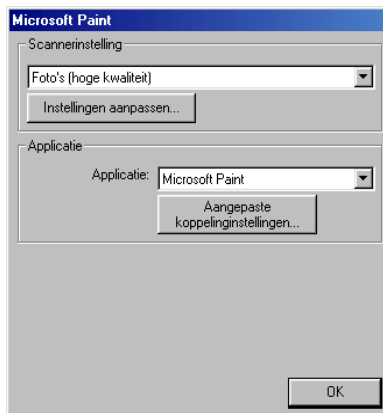 Microsoft Paint
Scannerinstelling
Foto's (hoge kwaliteit)
Instellingen aanpassen...
Applicatie
Applicatie: Microsoft Paint
Aangepaste
koppelinginstellingen...
OK